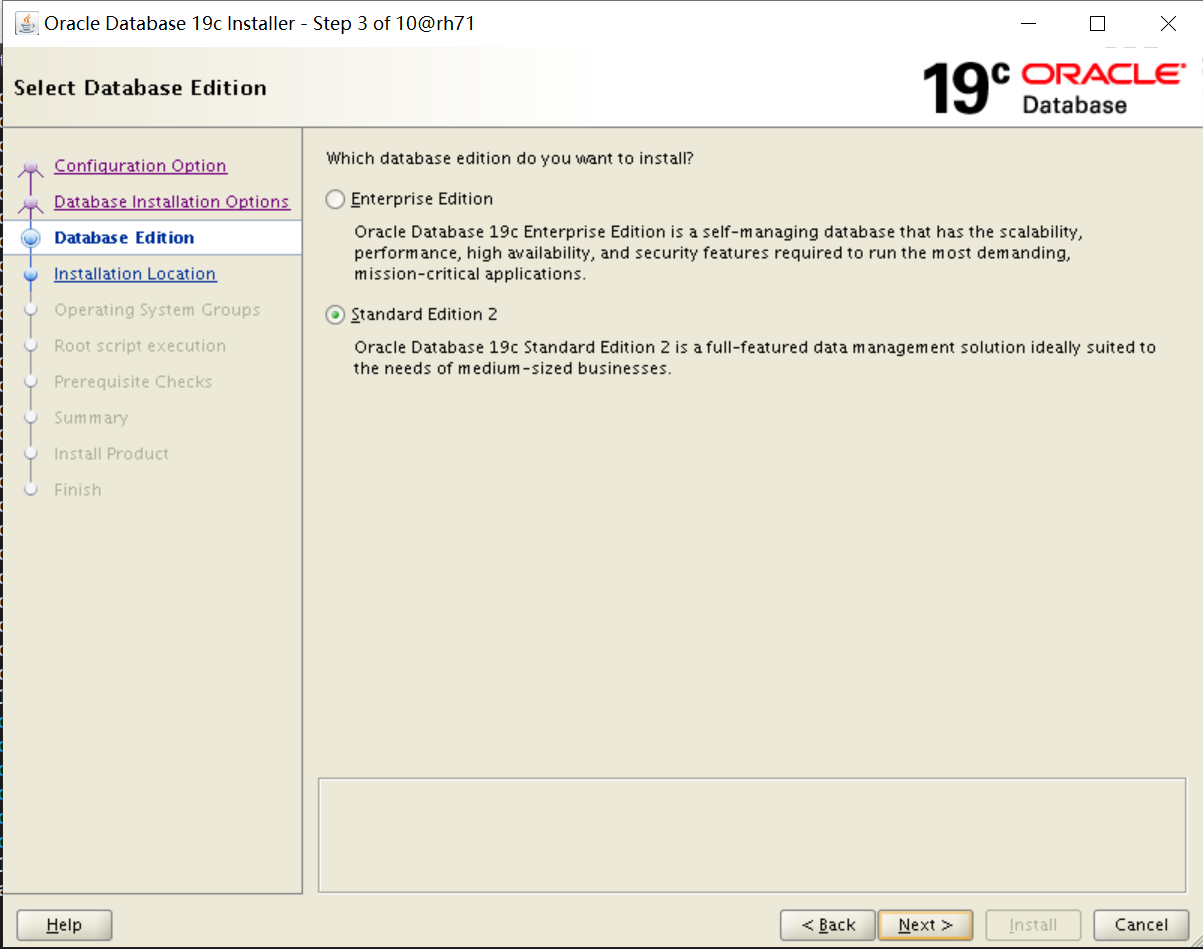 Oracle Database 19c Installer - Step 3 of 10@rh71
Select Database Edition
19c ORACLE
Database
Configuration Option
Database Installation Options
Database Edition
Installation Location
Operating System Groups
Root script execution
Prerequisite Checks
Summary
Install Product
Finish
Which database edition do you want to install?
Enterprise Edition
Oracle Database 19c Enterprise Edition is a self-managing database that has the scalability,
performance, high availability, and security features required to run the most demanding,
mission-critical applications.
Standard Edition 2
Oracle Database 19c Standard Edition 2 is a full-featured data management solution ideally suited to
the needs of medium-sized businesses.
Help
< Back
Next >
Install
Cancel